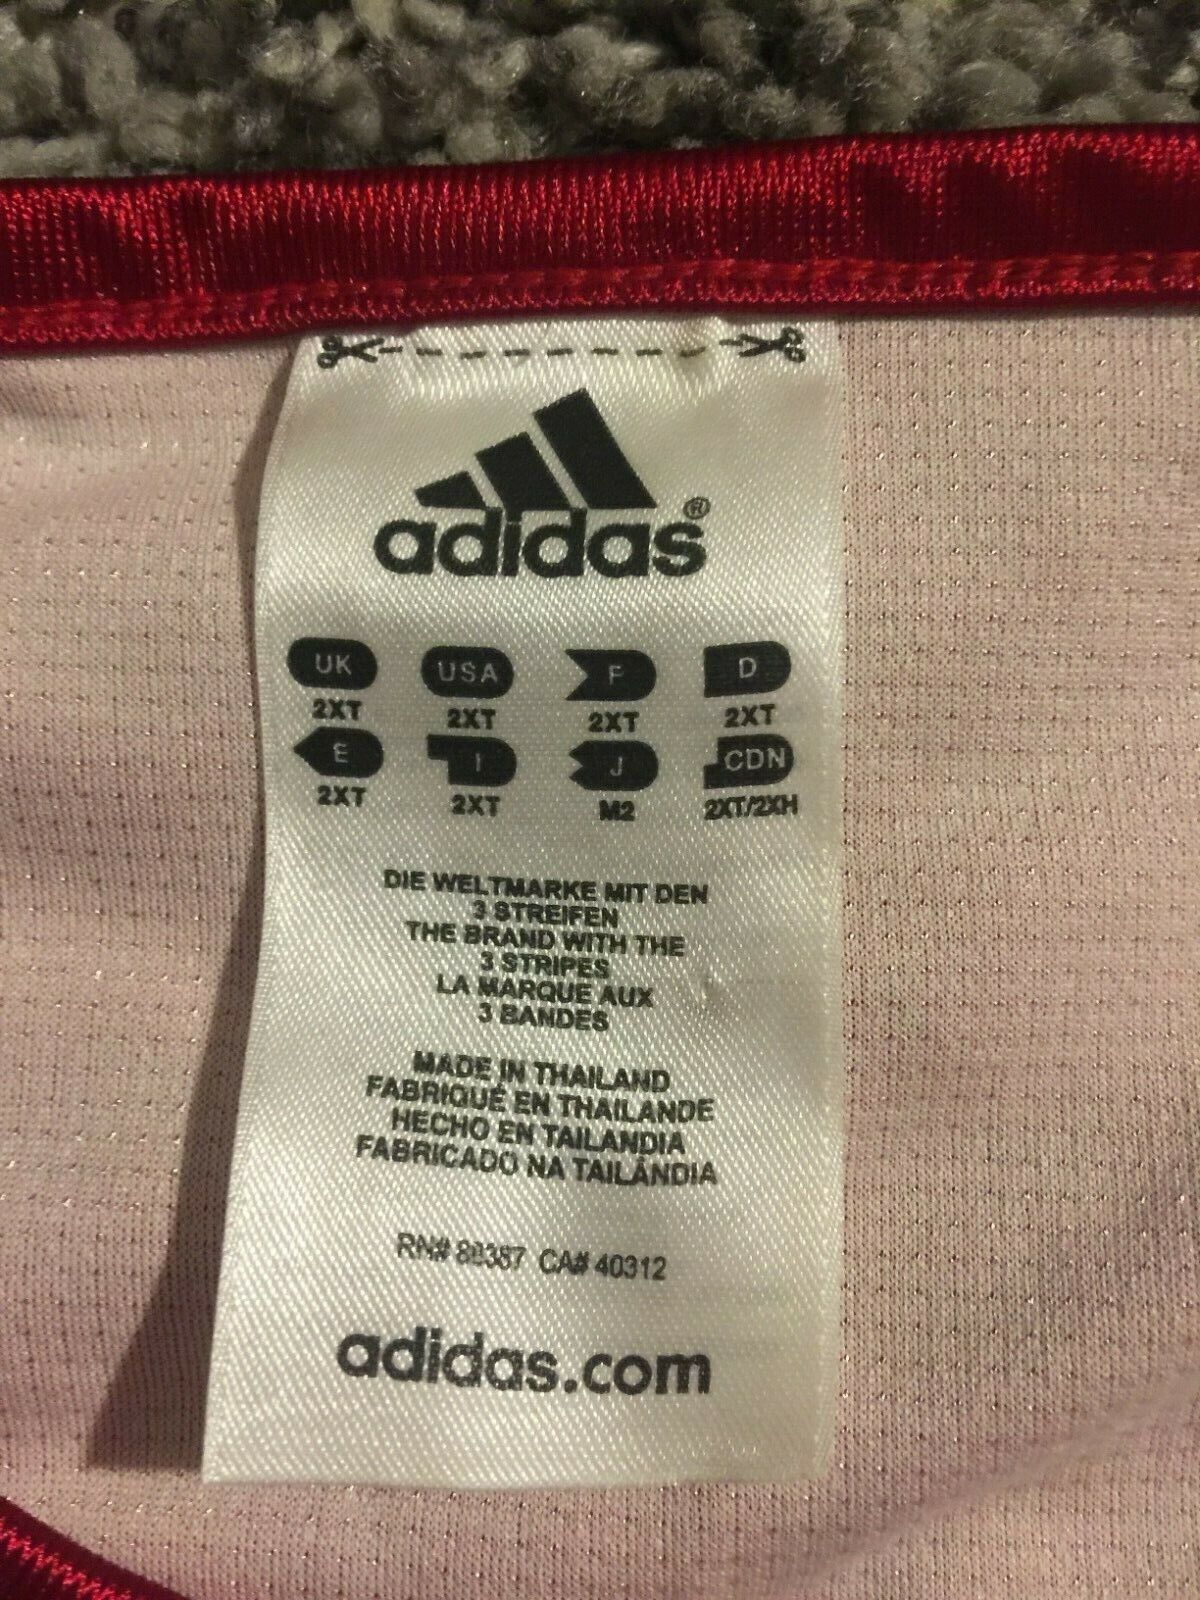 adidas®
UK USA F D
2XT 2XT 2XT 2XT
E I J CDN
2XT 2XT M2 2XT/2XH
DIE WELTMARKE MIT DEN
3 STREIFEN
THE BRAND WITH THE
3 STRIPES
LA MARQUE AUX
3 BANDES
MADE IN THAILAND
FABRIQUÉ EN THAILANDE
HECHO EN TAILANDIA
FABRICADO NA TAILÂNDIA
RN# 88387 CA# 40312
adidas.com